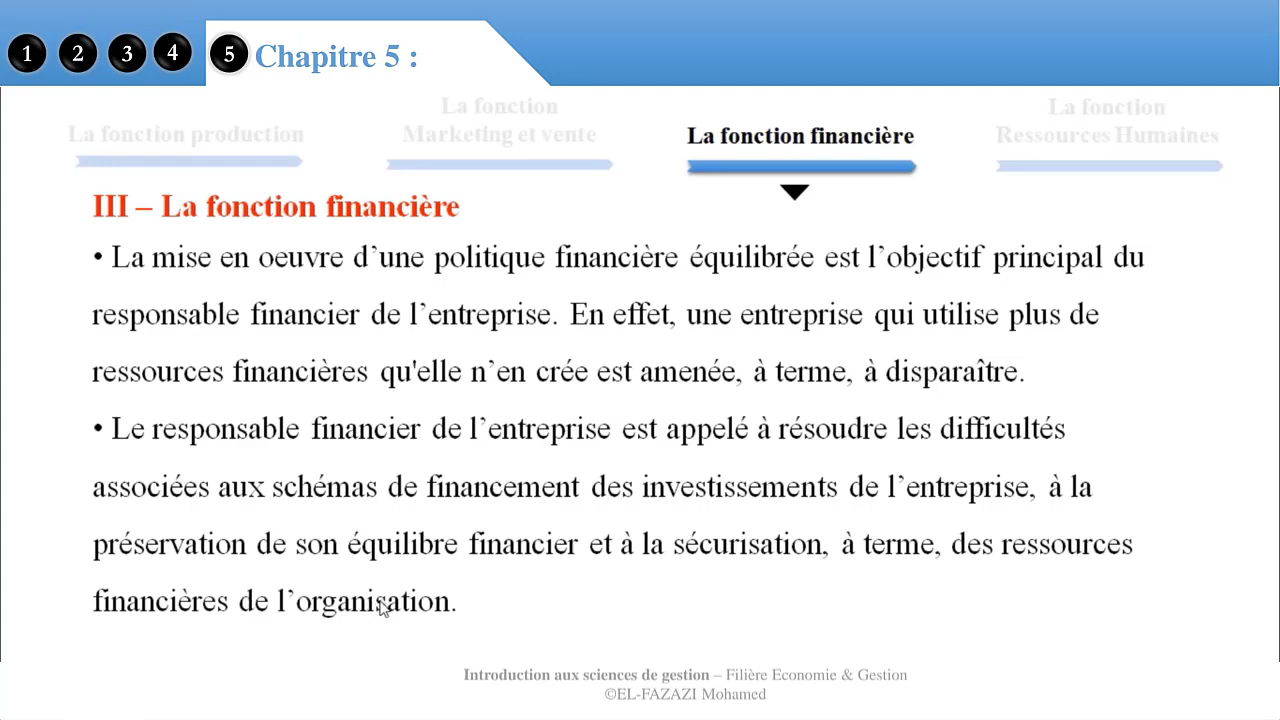 1 2 3 4 5 Chapitre 5 :
La fonction production
La fonction
Marketing et vente
La fonction financière
La fonction
Ressources Humaines
III – La fonction financière
• La mise en oeuvre d’une politique financière équilibrée est l’objectif principal du
responsable financier de l’entreprise. En effet, une entreprise qui utilise plus de
ressources financières qu'elle n’en crée est amenée, à terme, à disparaître.
• Le responsable financier de l’entreprise est appelé à résoudre les difficultés
associées aux schémas de financement des investissements de l’entreprise, à la
préservation de son équilibre financier et à la sécurisation, à terme, des ressources
financières de l’organisation.
Introduction aux sciences de gestion – Filière Economie & Gestion
©EL-FAZAZI Mohamed